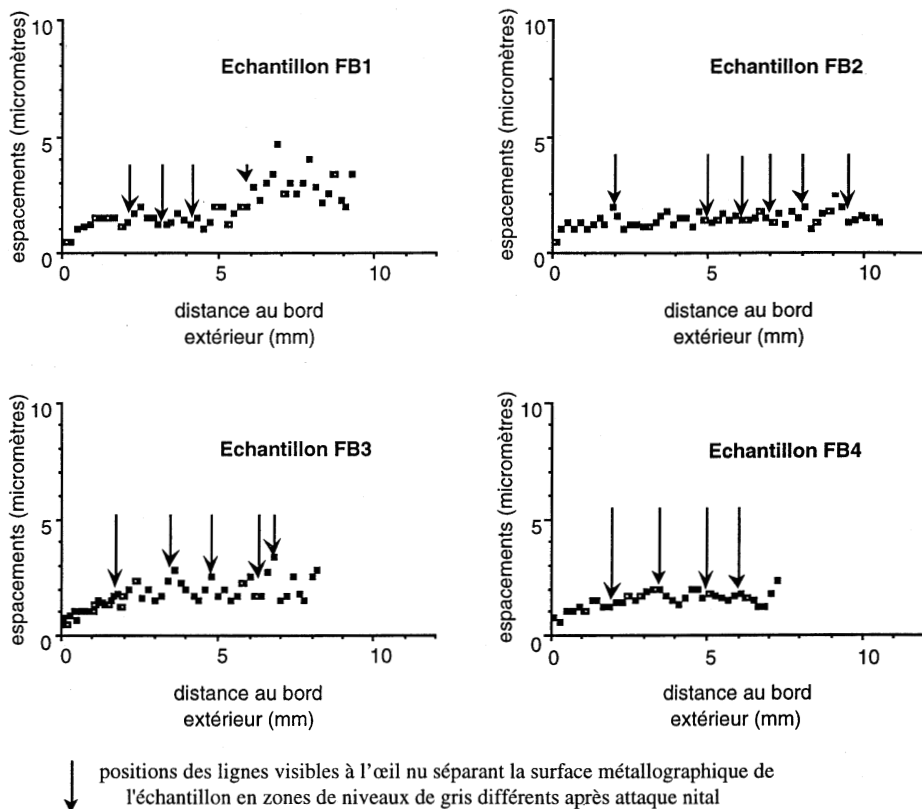 10
Echantillon FB1
espacements (micromètres)
5
0
0
5
10
distance au bord
extérieur (mm)
10
Echantillon FB2
espacements (micromètres)
5
0
0
5
10
distance au bord
extérieur (mm)
10
Echantillon FB3
espacements (micromètres)
5
0
0
5
10
distance au bord
extérieur (mm)
10
Echantillon FB4
espacements (micromètres)
5
0
0
5
10
distance au bord
extérieur (mm)
positions des lignes visibles à l'œil nu séparant la surface métallographique de
l'échantillon en zones de niveaux de gris différents après attaque nital